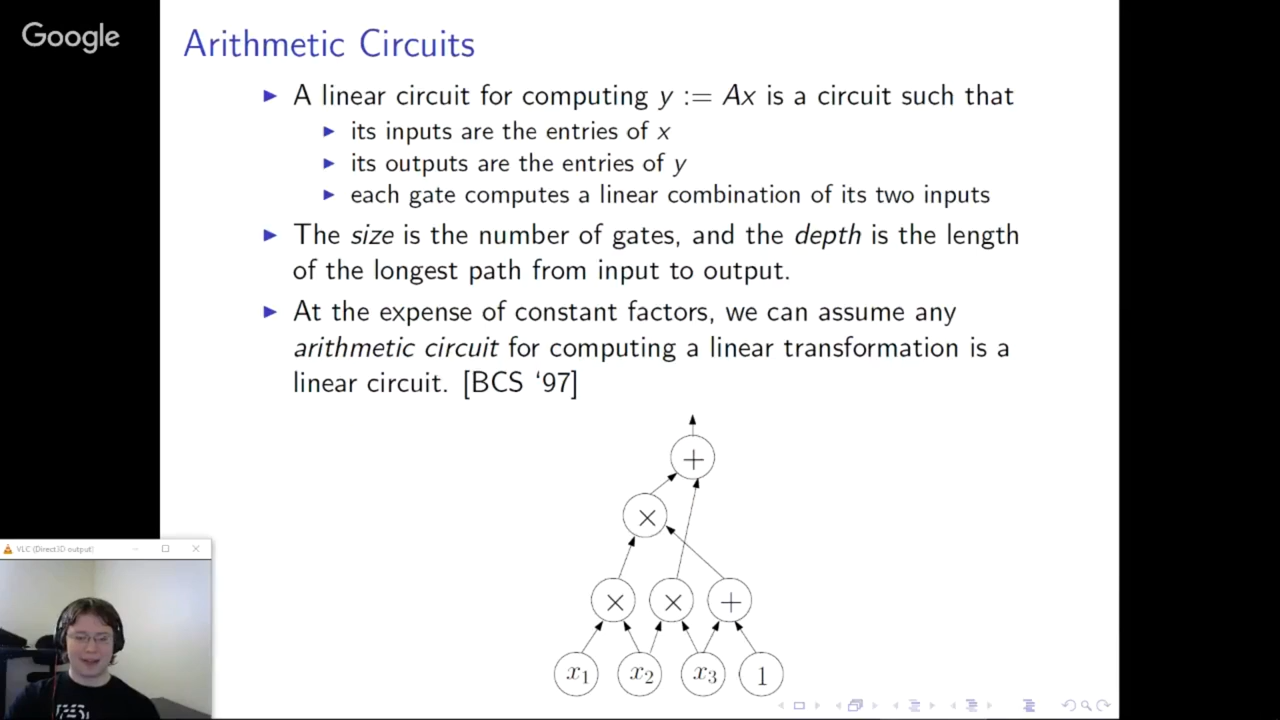 Google
Arithmetic Circuits
▶ A linear circuit for computing y := Ax is a circuit such that
▶ its inputs are the entries of x
▶ its outputs are the entries of y
▶ each gate computes a linear combination of its two inputs
▶ The size is the number of gates, and the depth is the length
of the longest path from input to output.
▶ At the expense of constant factors, we can assume any
arithmetic circuit for computing a linear transformation is a
linear circuit. [BCS ‘97]
+
×
× × +
x₁ x₂ x₃ 1
VLC (Direct3D output)